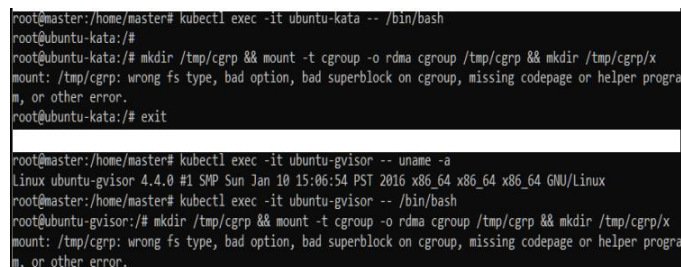 root@master:/home/master# kubectl exec -it ubuntu-kata -- /bin/bash
root@ubuntu-kata:/#
root@ubuntu-kata:/# mkdir /tmp/cgrp && mount -t cgroup -o rdma cgroup /tmp/cgrp && mkdir /tmp/cgrp/x
mount: /tmp/cgrp: wrong fs type, bad option, bad superblock on cgroup, missing codepage or helper progra
m, or other error.
root@ubuntu-kata:/# exit
root@master:/home/master# kubectl exec -it ubuntu-gvisor -- uname -a
Linux ubuntu-gvisor 4.4.0 #1 SMP Sun Jan 10 15:06:54 PST 2016 x86_64 x86_64 x86_64 GNU/Linux
root@master:/home/master# kubectl exec -it ubuntu-gvisor -- /bin/bash
root@ubuntu-gvisor:/# mkdir /tmp/cgrp && mount -t cgroup -o rdma cgroup /tmp/cgrp && mkdir /tmp/cgrp/x
mount: /tmp/cgrp: wrong fs type, bad option, bad superblock on cgroup, missing codepage or helper progra
m, or other error.